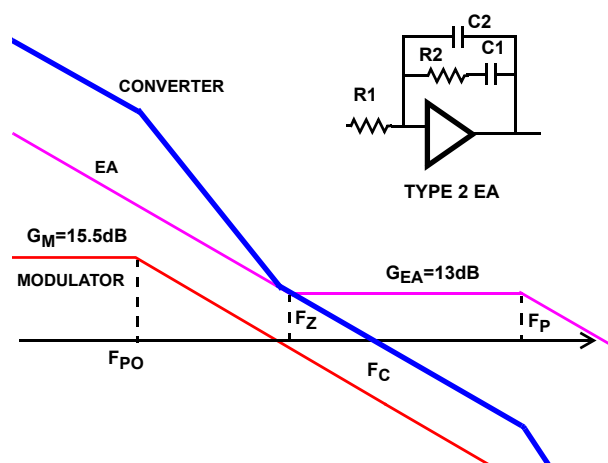 C2
C1
R2
R1
CONVERTER
EA
TYPE 2 EA
GM=15.5dB
GEA=13dB
MODULATOR
FZ
FP
FPO
FC